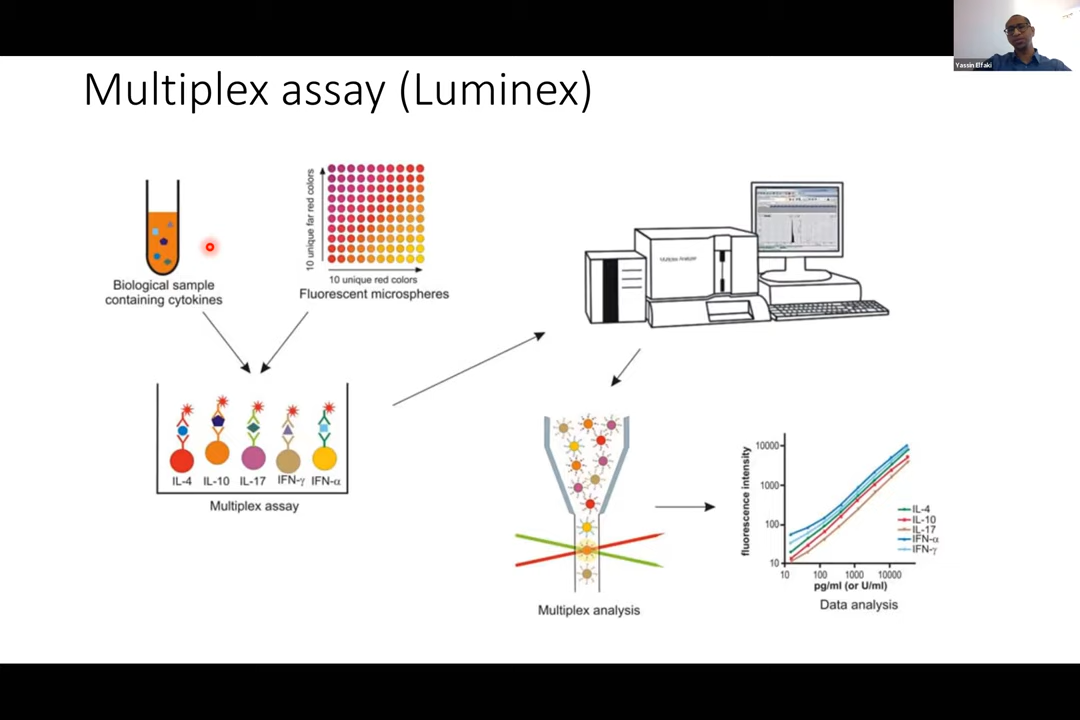 Yassin Elfaki
Multiplex assay (Luminex)
Biological sample
containing cytokines
10 unique far red colors
10 unique red colors
Fluorescent microspheres
Multiplex Analyzer
IL-4 IL-10 IL-17 IFN-γ IFN-α
Multiplex assay
Multiplex analysis
fluorescence intensity
10000
1000
100
10
10 100 1000 10000
pg/ml (or U/ml)
IL-4
IL-10
IL-17
IFN-α
IFN-γ
Data analysis